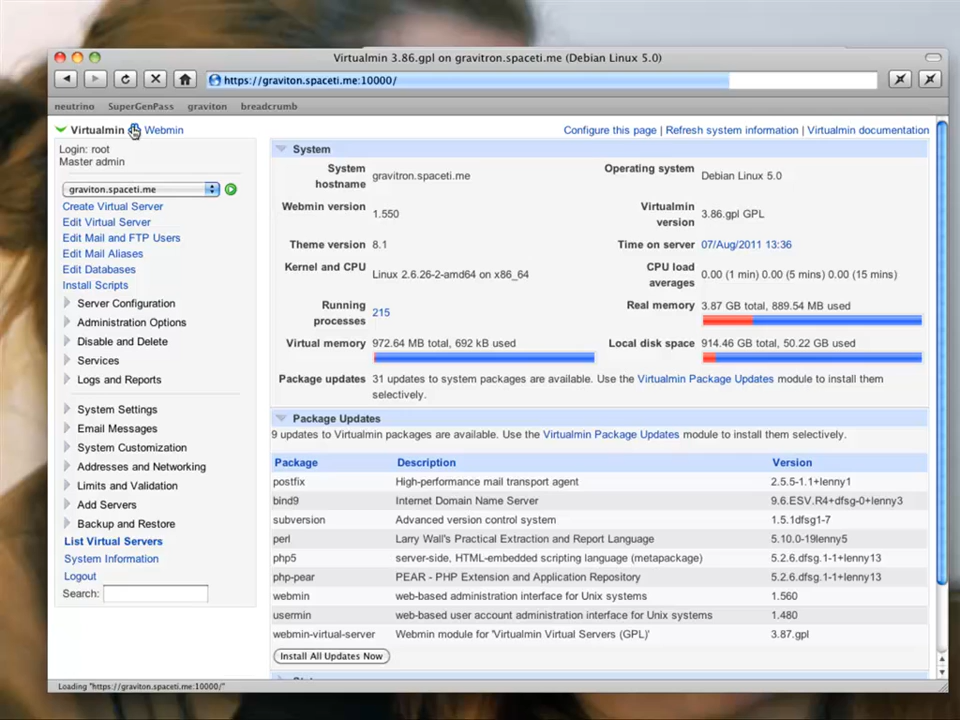 Virtualmin 3.86.gpl on gravitron.spaceti.me (Debian Linux 5.0)
https://graviton.spaceti.me:10000/
neutrino SuperGenPass graviton breadcrumb
Virtualmin Webmin
Configure this page | Refresh system information | Virtualmin documentation
Login: root
Master admin
graviton.spaceti.me
Create Virtual Server
Edit Virtual Server
Edit Mail and FTP Users
Edit Mail Aliases
Edit Databases
Install Scripts
Server Configuration
Administration Options
Disable and Delete
Services
Logs and Reports
System Settings
Email Messages
System Customization
Addresses and Networking
Limits and Validation
Add Servers
Backup and Restore
List Virtual Servers
System Information
Logout
Search:
System
System hostname gravitron.spaceti.me Operating system Debian Linux 5.0
Webmin version 1.550 Virtualmin version 3.86.gpl GPL
Theme version 8.1 Time on server 07/Aug/2011 13:36
Kernel and CPU Linux 2.6.26-2-amd64 on x86_64 CPU load averages 0.00 (1 min) 0.00 (5 mins) 0.00 (15 mins)
Running processes 215 Real memory 3.87 GB total, 889.54 MB used
Virtual memory 972.64 MB total, 692 kB used Local disk space 914.46 GB total, 50.22 GB used
Package updates 31 updates to system packages are available. Use the Virtualmin Package Updates module to install them
selectively.
Package Updates
9 updates to Virtualmin packages are available. Use the Virtualmin Package Updates module to install them selectively.
Package Description Version
postfix High-performance mail transport agent 2.5.5-1.1+lenny1
bind9 Internet Domain Name Server 9.6.ESV.R4+dfsg-0+lenny3
subversion Advanced version control system 1.5.1dfsg1-7
perl Larry Wall's Practical Extraction and Report Language 5.10.0-19lenny5
php5 server-side, HTML-embedded scripting language (metapackage) 5.2.6.dfsg.1-1+lenny13
php-pear PEAR - PHP Extension and Application Repository 5.2.6.dfsg.1-1+lenny13
webmin web-based administration interface for Unix systems 1.560
usermin web-based user account administration interface for Unix systems 1.480
webmin-virtual-server Webmin module for 'Virtualmin Virtual Servers (GPL)' 3.87.gpl
Install All Updates Now
Loading "https://graviton.spaceti.me:10000/"